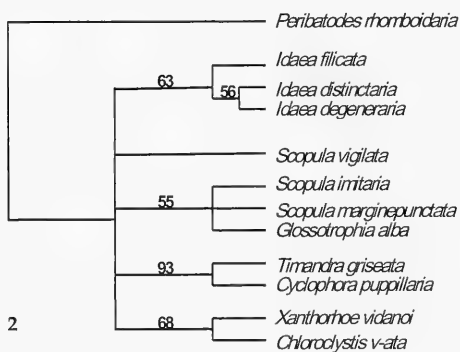 Peribatodes rhomboidaria
Idaea filicata
63
Idaea distinctaria
56
Idaea degeneraria
Scopula vigilata
Scopula imitaria
55
Scopula marginepunctata
Glossotrophia alba
Timandra griseata
93
Cyclophora puppillaria
Xanthorhoe vidanoi
2
68
Chloroclystis v-ata